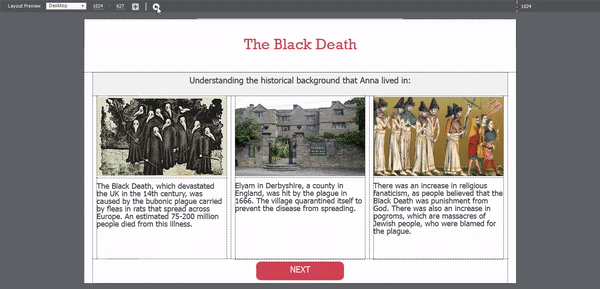 Layout Preview Desktop 1024 627 1024
The Black Death
Understanding the historical background that Anna lived in:
The Black Death, which devastated
the UK in the 14th century, was
caused by the bubonic plague carried
by fleas in rats that spread across
Europe. An estimated 75-200 million
people died from this illness.
Elyam in Derbyshire, a county in
England, was hit by the plague in
1666. The village quarantined itself to
prevent the disease from spreading.
There was an increase in religious
fanaticism, as people believed that the
Black Death was punishment from
God. There was also an increase in
pogroms, which are massacres of
Jewish people, who were blamed for
the plague.
NEXT